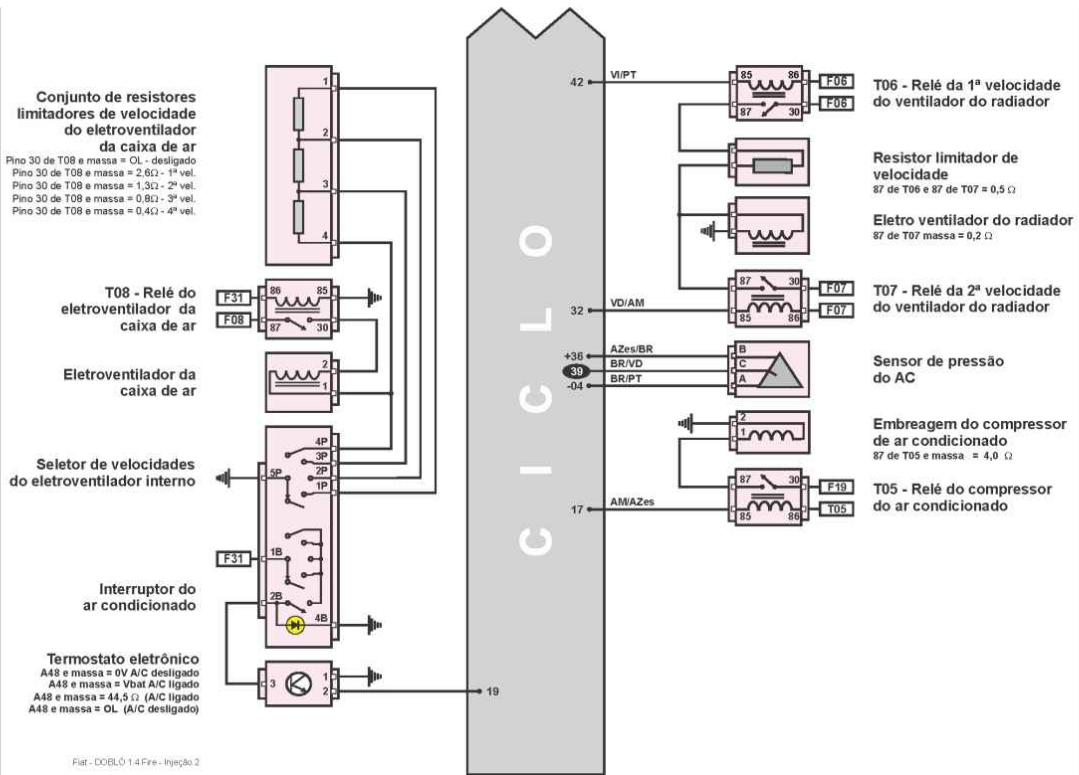 Conjunto de resistores
limitadores de velocidade
do eletroventilador
da caixa de ar
Pino 30 de T08 e massa = OL - desligado
Pino 30 de T08 e massa = 2,6Ω - 1ª vel.
Pino 30 de T08 e massa = 1,3Ω - 2ª vel.
Pino 30 de T08 e massa = 0,8Ω - 3ª vel.
Pino 30 de T08 e massa = 0,4Ω - 4ª vel.
1
2
3
4
T08 - Relé do
eletroventilador da
caixa de ar
F31
F08
86
85
87
30
Eletroventilador da
caixa de ar
2
1
Seletor de velocidades
do eletroventilador interno
4P
3P
5P
2P
1P
F31
1B
Interruptor do
ar condicionado
2B
4B
Termostato eletrônico
A48 e massa = 0V A/C desligado
A48 e massa = Vbat A/C ligado
A48 e massa = 44,5 Ω (A/C ligado
A48 e massa = OL (A/C desligado)
3
1
2
19
CICLO
42
VI/PT
85
86
87
30
F06
F06
T06 - Relé da 1ª velocidade
do ventilador do radiador
Resistor limitador de
velocidade
87 de T06 e 87 de T07 = 0,5 Ω
Eletro ventilador do radiador
87 de T07 massa = 0,2 Ω
32
VD/AM
87
30
85
86
F07
F07
T07 - Relé da 2ª velocidade
do ventilador do radiador
+36
AZes/BR
B
39
BR/VD
C
-04
BR/PT
A
Sensor de pressão
do AC
2
1
Embreagem do compressor
de ar condicionado
87 de T05 e massa = 4,0 Ω
17
AM/AZes
87
30
85
86
F19
T05
T05 - Relé do compressor
do ar condicionado
Fiat - DOBLÔ 1.4 Fire - Injeção 2